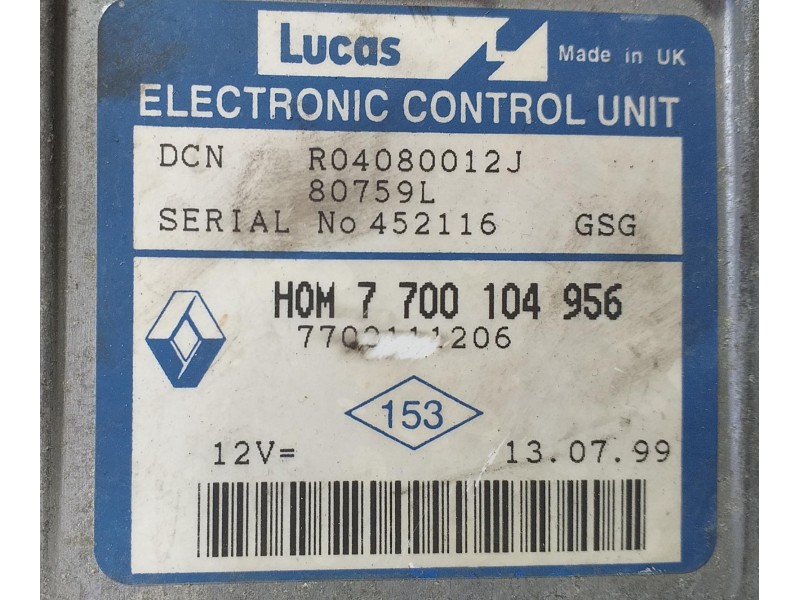 Lucas Made in UK
ELECTRONIC CONTROL UNIT
DCN R04080012J
80759L
SERIAL No 452116 GSG
HOM 7 700 104 956
153
12V= 13.07.99